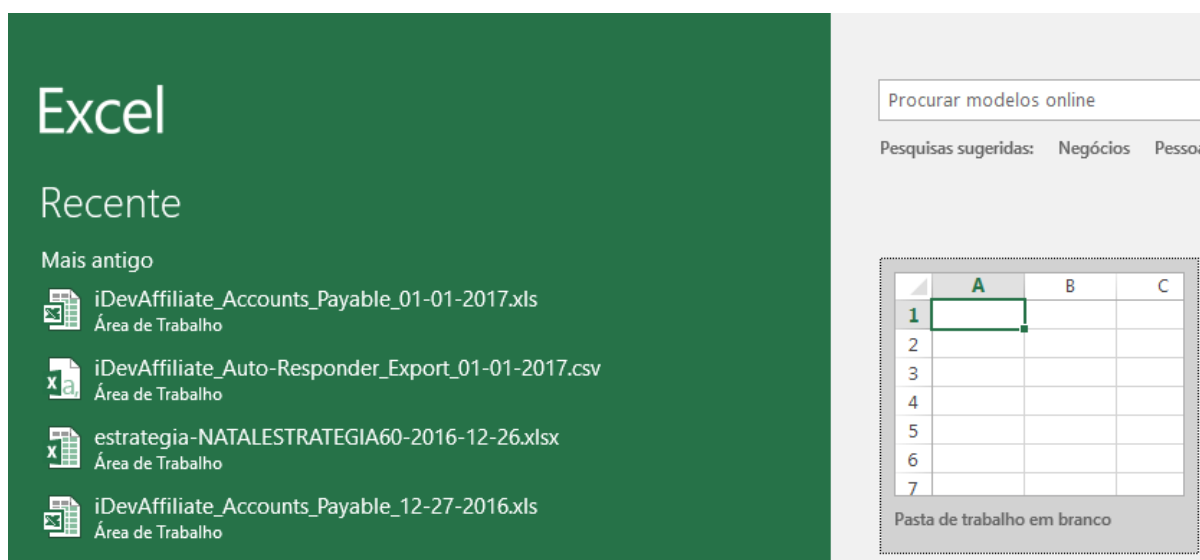 Excel
Recente
Mais antigo
iDevAffiliate_Accounts_Payable_01-01-2017.xls
Área de Trabalho
iDevAffiliate_Auto-Responder_Export_01-01-2017.csv
Área de Trabalho
estrategia-NATALESTRATEGIA60-2016-12-26.xlsx
Área de Trabalho
iDevAffiliate_Accounts_Payable_12-27-2016.xls
Área de Trabalho
Procurar modelos online
Pesquisas sugeridas: Negócios Pesso
A B C
1
2
3
4
5
6
7
Pasta de trabalho em branco